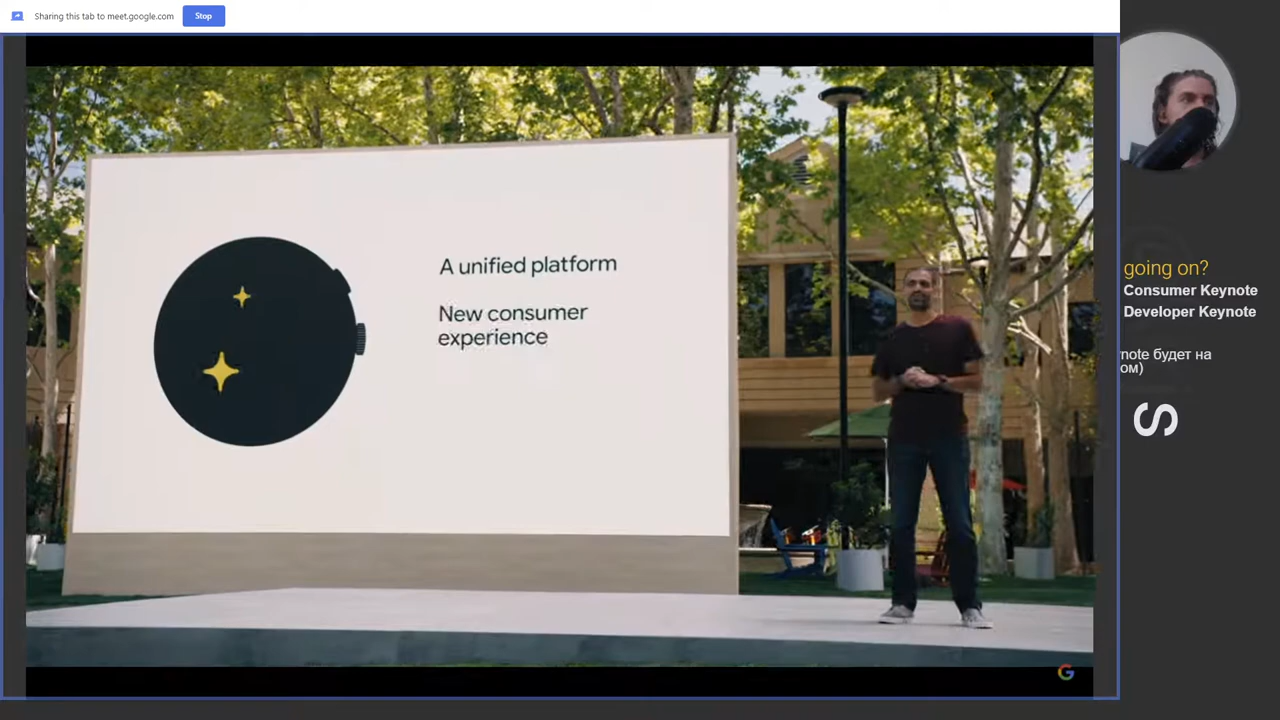 Sharing this tab to meet.google.com
Stop
A unified platform
New consumer
experience
going on?
Consumer Keynote
Developer Keynote
note будет на
ом)